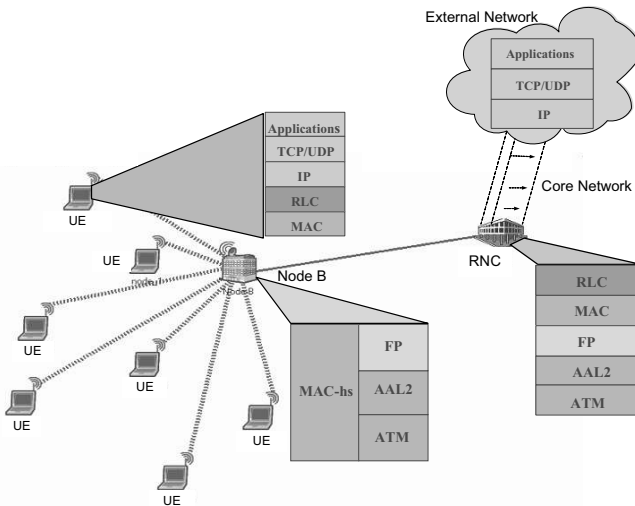 External Network
Applications
TCP/UDP
IP
Core Network
Applications
TCP/UDP
IP
RLC
MAC
UE
UE
Node B
RNC
RLC
MAC
FP
AAL2
ATM
MAC-hs
FP
AAL2
ATM
UE
UE
UE
UE
UE